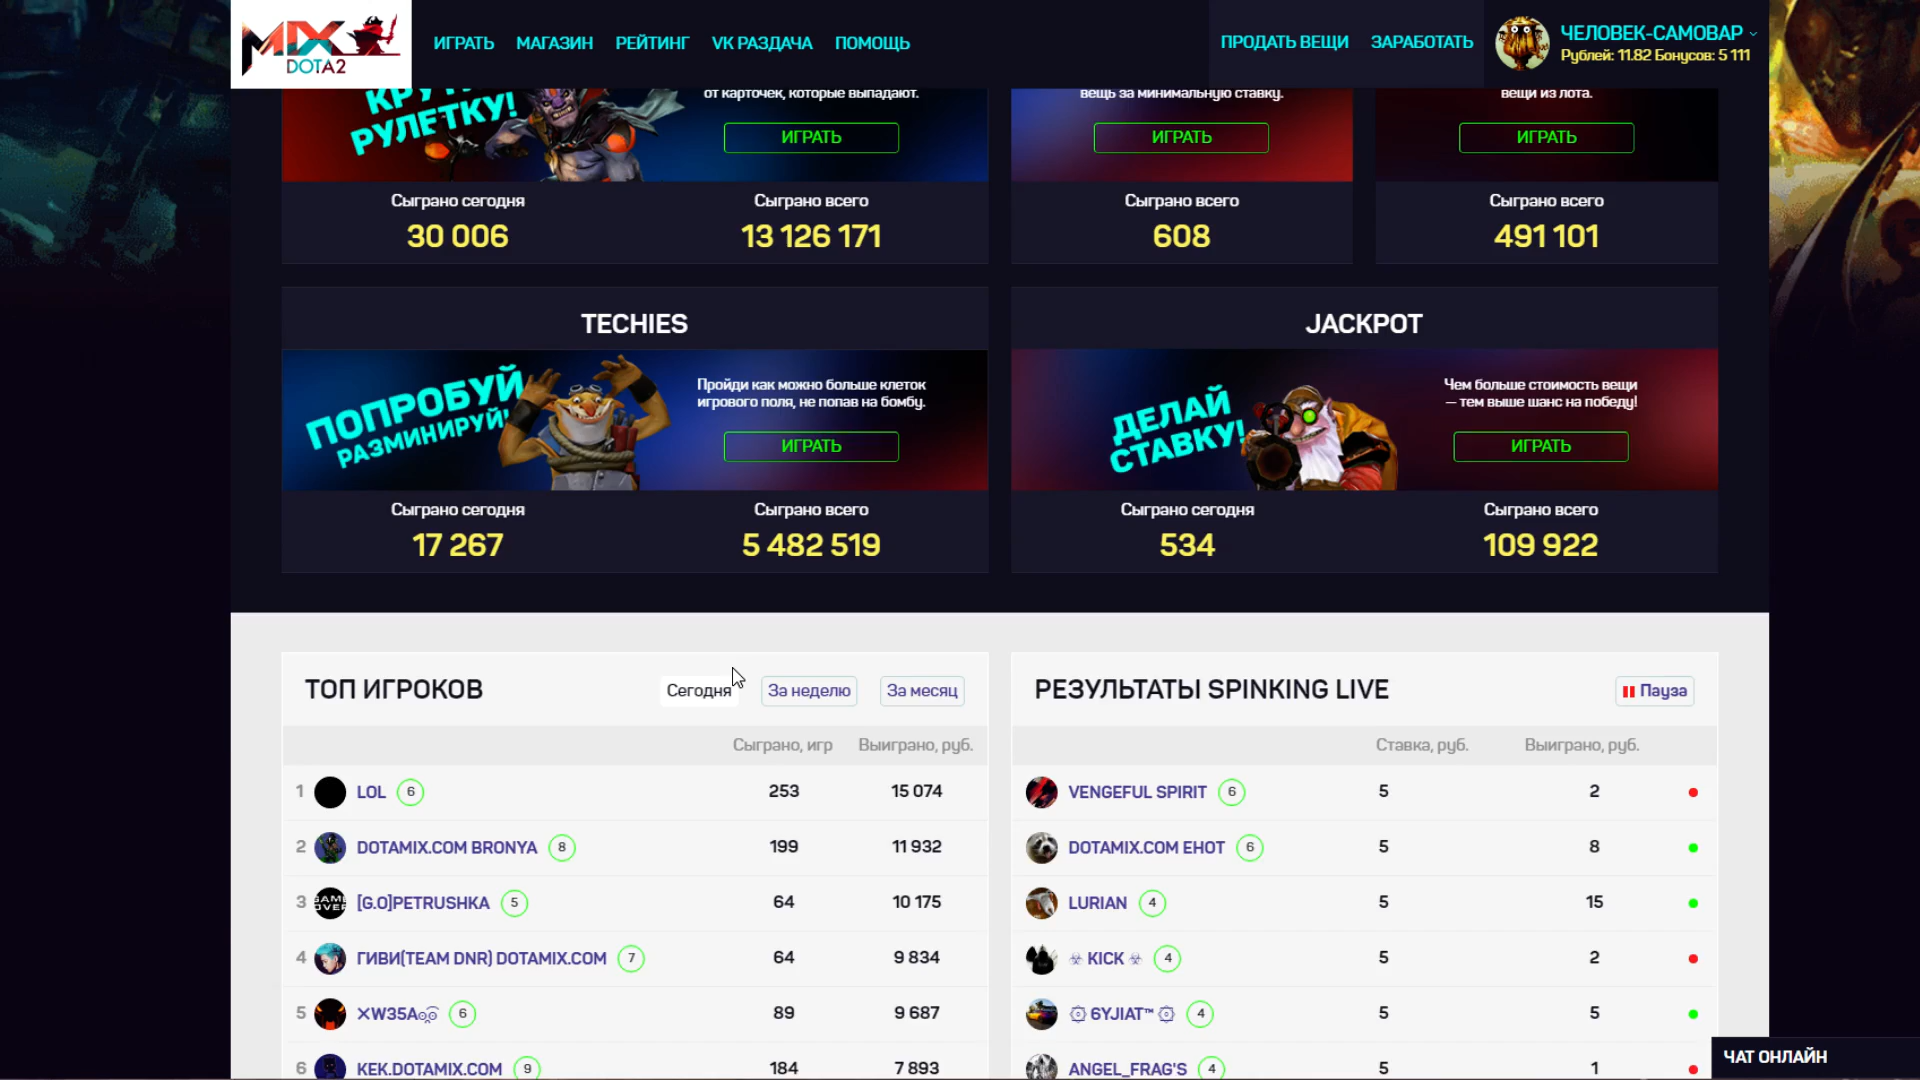 MIX
DOTA2
ИГРАТЬ МАГАЗИН РЕЙТИНГ VK РАЗДАЧА ПОМОЩЬ
ПРОДАТЬ ВЕЩИ ЗАРАБОТАТЬ
ЧЕЛОВЕК-САМОВАР
Рублей: 11.82 Бонусов: 5 111
РУЛЕТКУ!
от карточек, которые выпадают.
ИГРАТЬ
вещь за минимальную ставку.
ИГРАТЬ
вещи из лота.
ИГРАТЬ
Сыграно сегодня Сыграно всего
30 006 13 126 171
Сыграно всего
608
Сыграно всего
491 101
TECHIES
ПОПРОБУЙ
РАЗМИНИРУЙ!
Пройди как можно больше клеток
игрового поля, не попав на бомбу.
ИГРАТЬ
Сыграно сегодня Сыграно всего
17 267 5 482 519
JACKPOT
ДЕЛАЙ
СТАВКУ!
Чем больше стоимость вещи
— тем выше шанс на победу!
ИГРАТЬ
Сыграно сегодня Сыграно всего
534 109 922
ТОП ИГРОКОВ Сегодня За неделю За месяц
Сыграно, игр Выиграно, руб.
1 LOL 6 253 15 074
2 DOTAMIX.COM BRONYA 8 199 11 932
3 GAME OVER [G.O]PETRUSHKA 5 64 10 175
4 ГИВИ(TEAM DNR) DOTAMIX.COM 7 64 9 834
5 ✕W35A 6 89 9 687
6 KEK.DOTAMIX.COM 9 184 7 893
РЕЗУЛЬТАТЫ SPINKING LIVE Пауза
Ставка, руб. Выиграно, руб.
VENGEFUL SPIRIT 6 5 2
DOTAMIX.COM EHOT 6 5 8
LURIAN 4 5 15
☣ KICK ☣ 4 5 2
۞ 6YJIAT™ ۞ 4 5 5
ANGEL_FRAG'S 4 5 1
ЧАТ ОНЛАЙН